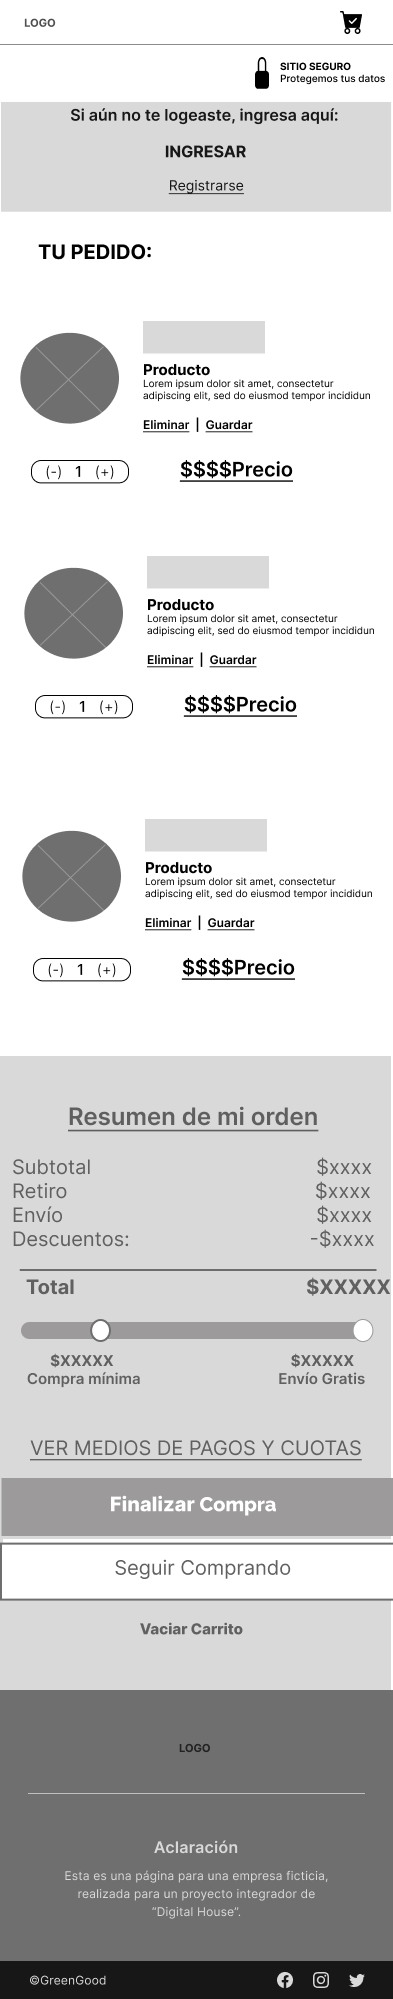 LOGO
SITIO SEGURO
Protegemos tus datos
Si aún no te logeaste, ingresa aquí:
INGRESAR
Registrarse
TU PEDIDO:
Producto
Lorem ipsum dolor sit amet, consectetur
adipiscing elit, sed do eiusmod tempor incididun
Eliminar | Guardar
(-) 1 (+) $$$$Precio
Producto
Lorem ipsum dolor sit amet, consectetur
adipiscing elit, sed do eiusmod tempor incididun
Eliminar | Guardar
(-) 1 (+) $$$$Precio
Producto
Lorem ipsum dolor sit amet, consectetur
adipiscing elit, sed do eiusmod tempor incididun
Eliminar | Guardar
(-) 1 (+) $$$$Precio
Resumen de mi orden
Subtotal $xxxx
Retiro $xxxx
Envío $xxxx
Descuentos: -$xxxx
Total $XXXXX
$XXXXX $XXXXX
Compra mínima Envío Gratis
VER MEDIOS DE PAGOS Y CUOTAS
Finalizar Compra
Seguir Comprando
Vaciar Carrito
LOGO
Aclaración
Esta es una página para una empresa ficticia,
realizada para un proyecto integrador de
“Digital House”.
©GreenGood